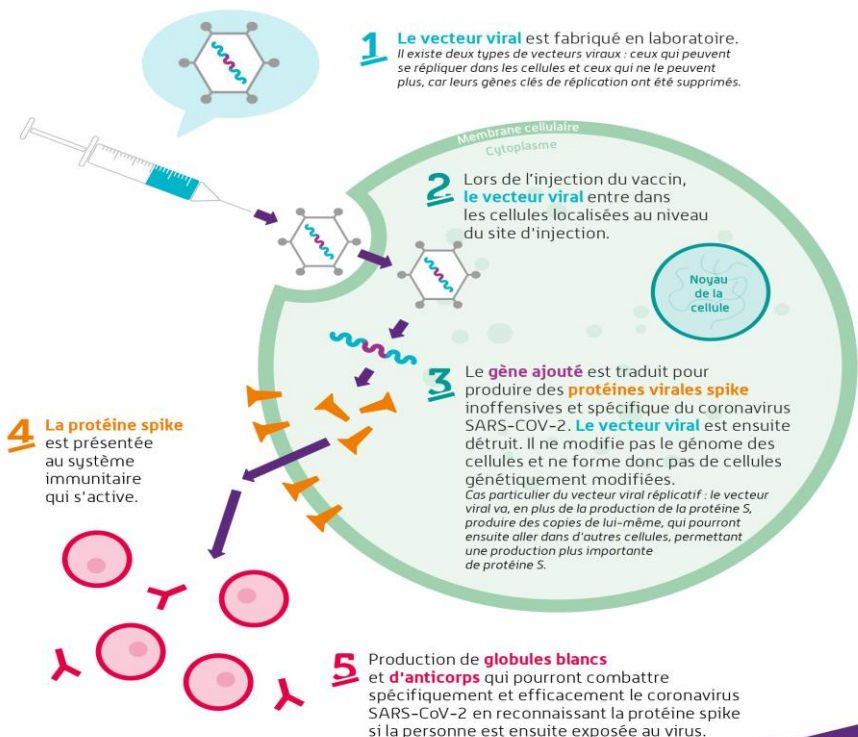 1 Le vecteur viral est fabriqué en laboratoire.
Il existe deux types de vecteurs viraux : ceux qui peuvent
se répliquer dans les cellules et ceux qui ne le peuvent
plus, car leurs gènes clés de réplication ont été supprimés.
Membrane cellulaire
Cytoplasme
2 Lors de l'injection du vaccin,
le vecteur viral entre dans
les cellules localisées au niveau
du site d'injection.
Noyau
de la
cellule
3 Le gène ajouté est traduit pour
produire des protéines virales spike
inoffensives et spécifique du coronavirus
SARS-COV-2. Le vecteur viral est ensuite
détruit. Il ne modifie pas le génome des
cellules et ne forme donc pas de cellules
génétiquement modifiées.
Cas particulier du vecteur viral réplicatif : le vecteur
viral va, en plus de la production de la protéine S,
produire des copies de lui-même, qui pourront
ensuite aller dans d'autres cellules, permettant
une production plus importante
de protéine S.
4 La protéine spike
est présentée
au système
immunitaire
qui s'active.
5 Production de globules blancs
et d'anticorps qui pourront combattre
spécifiquement et efficacement le coronavirus
SARS-CoV-2 en reconnaissant la protéine spike
si la personne est ensuite exposée au virus.